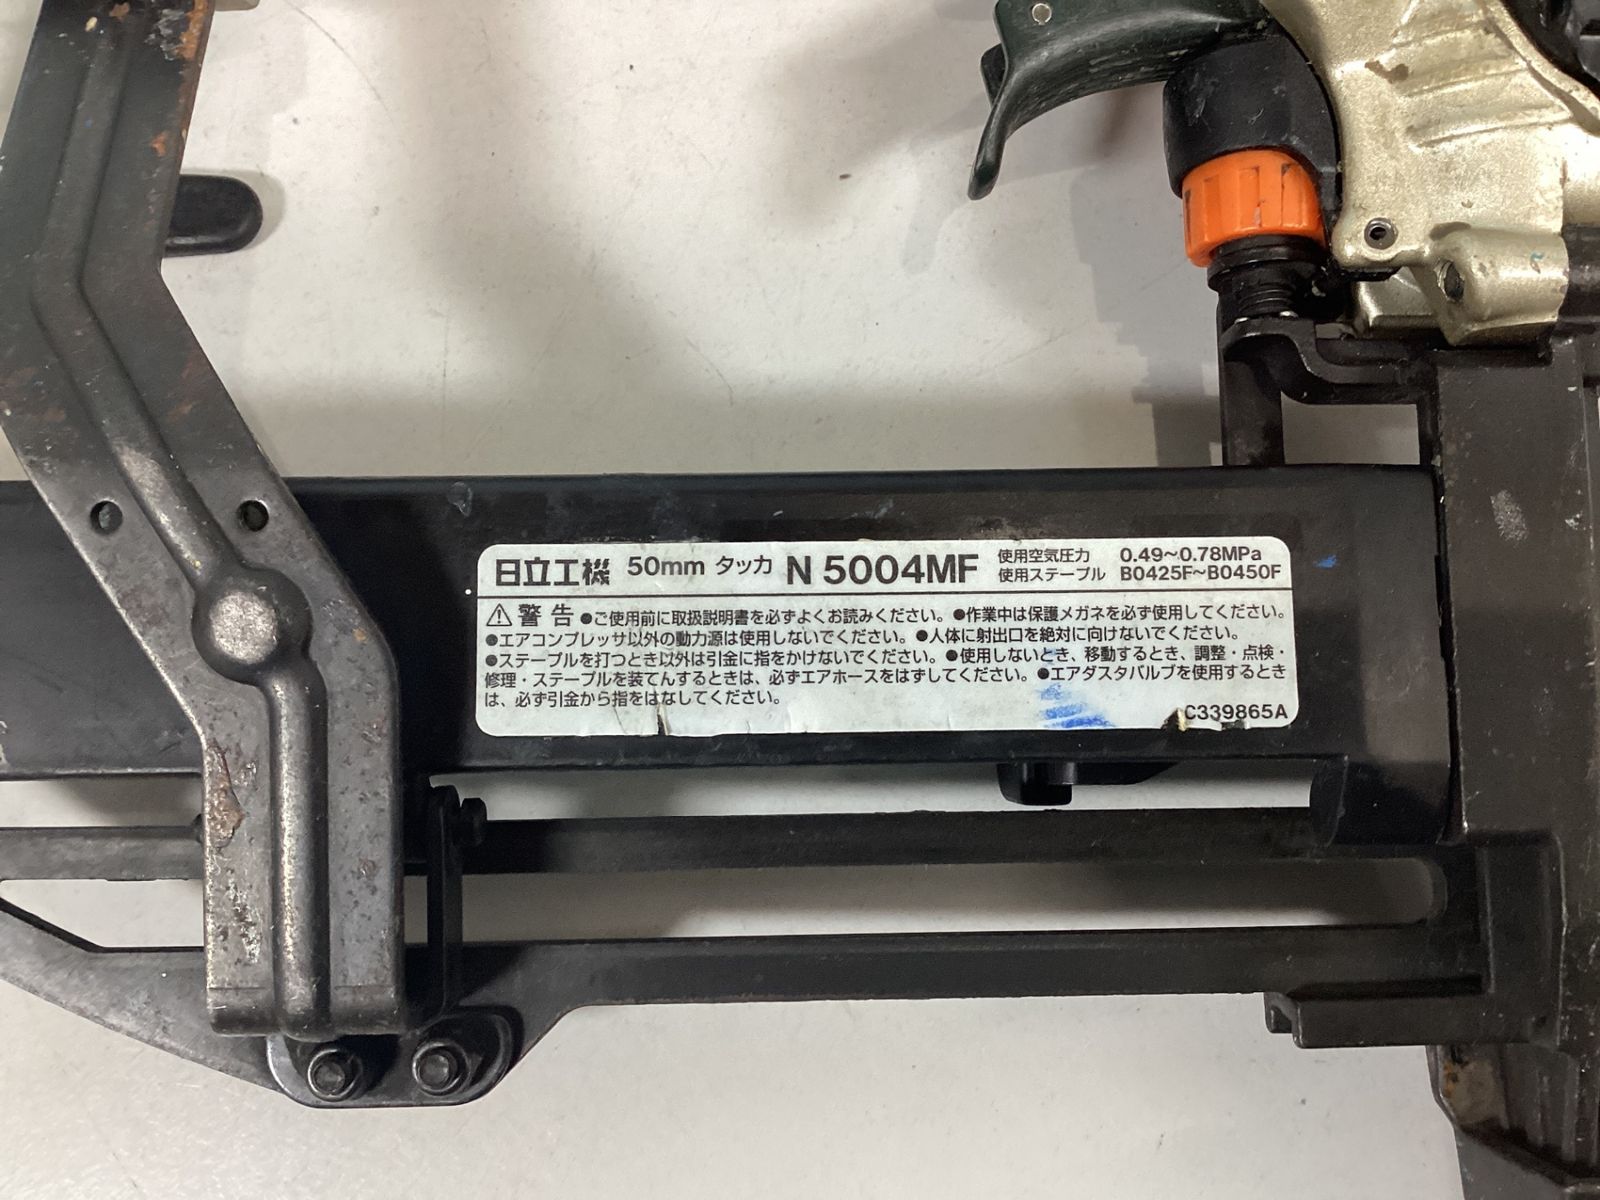 日立工機 50mm タッカ N 5004MF 使用空気圧力 0.49〜0.78MPa
使用ステープル B0425F〜B0450F
⚠警告 ●ご使用前に取扱説明書を必ずよくお読みください。●作業中は保護メガネを必ず使用してください。
●エアコンプレッサ以外の動力源は使用しないでください。●人体に射出口を絶対に向けないでください。
●ステープルを打つとき以外は引金に指をかけないでください。●使用しないとき、移動するとき、調整・点検・
修理・ステープルを装てんするときは、必ずエアホースをはずしてください。●エアダスタバルブを使用するとき
は、必ず引金から指をはなしてください。
C339865A